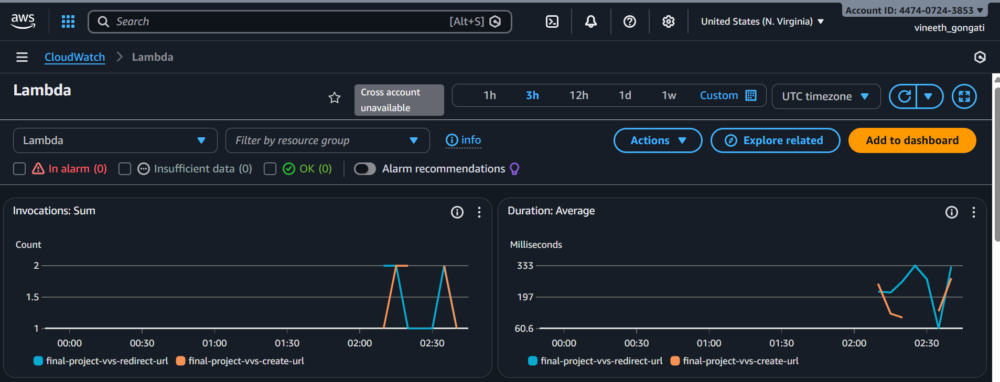 aws
Search [Alt+S]
United States (N. Virginia)
Account ID: 4474-0724-3853
vineeth_gongati
CloudWatch Lambda
Lambda
Cross account
unavailable
1h 3h 12h 1d 1w Custom
UTC timezone
Lambda
Filter by resource group
info
Actions
Explore related
Add to dashboard
In alarm (0)
Insufficient data (0)
OK (0)
Alarm recommendations
Invocations: Sum
Count
2
1.5
1
00:00 00:30 01:00 01:30 02:00 02:30
final-project-vvs-redirect-url final-project-vvs-create-url
Duration: Average
Milliseconds
333
197
60.6
00:00 00:30 01:00 01:30 02:00 02:30
final-project-vvs-redirect-url final-project-vvs-create-url